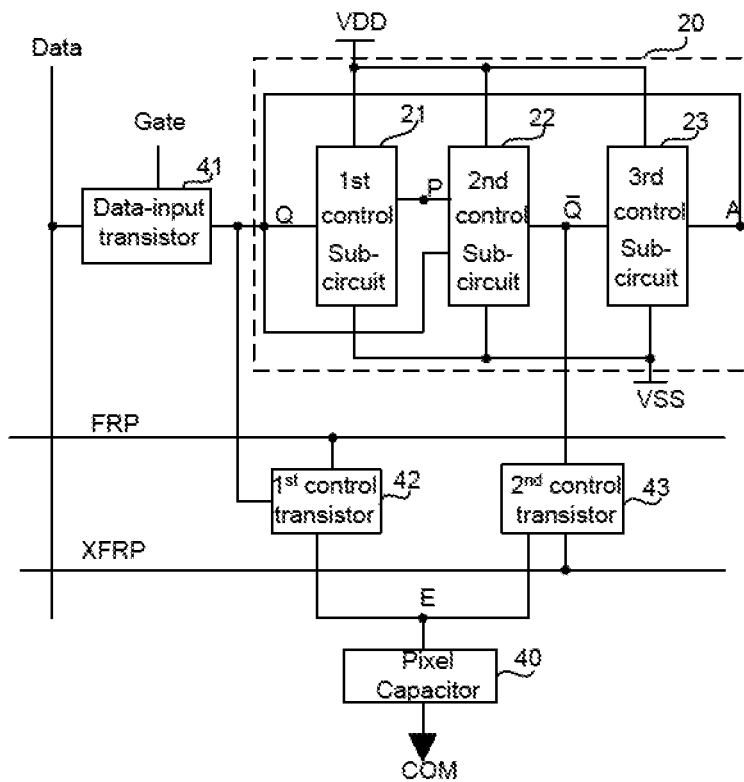 VDD
20
Data
21
22
23
Gate
41
Data-input
transistor
Q
1st
control
Sub-
circuit
P
2nd
control
Sub-
circuit
Q̅
3rd
control
Sub-
circuit
A
VSS
FRP
1st control
transistor
42
2nd control
transistor
43
XFRP
E
Pixel
Capacitor
40
COM